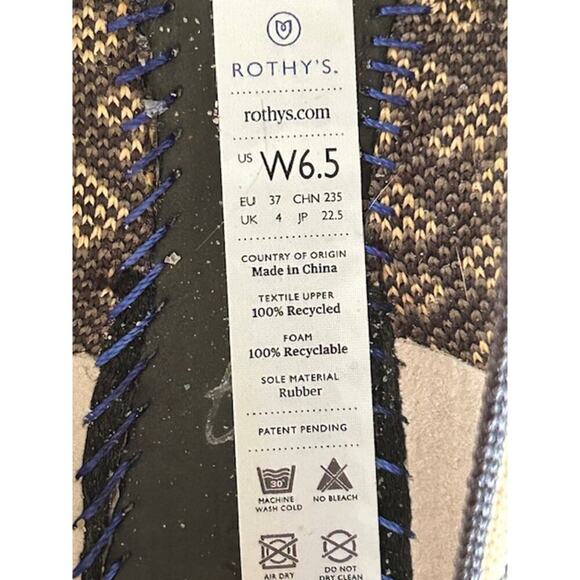 ROTHY'S.
rothys.com
US W6.5
EU 37 CHN 235
UK 4 JP 22.5
COUNTRY OF ORIGIN
Made in China
TEXTILE UPPER
100% Recycled
FOAM
100% Recyclable
SOLE MATERIAL
Rubber
PATENT PENDING
30°
MACHINE WASH COLD
NO BLEACH
AIR DRY
DO NOT DRY CLEAN